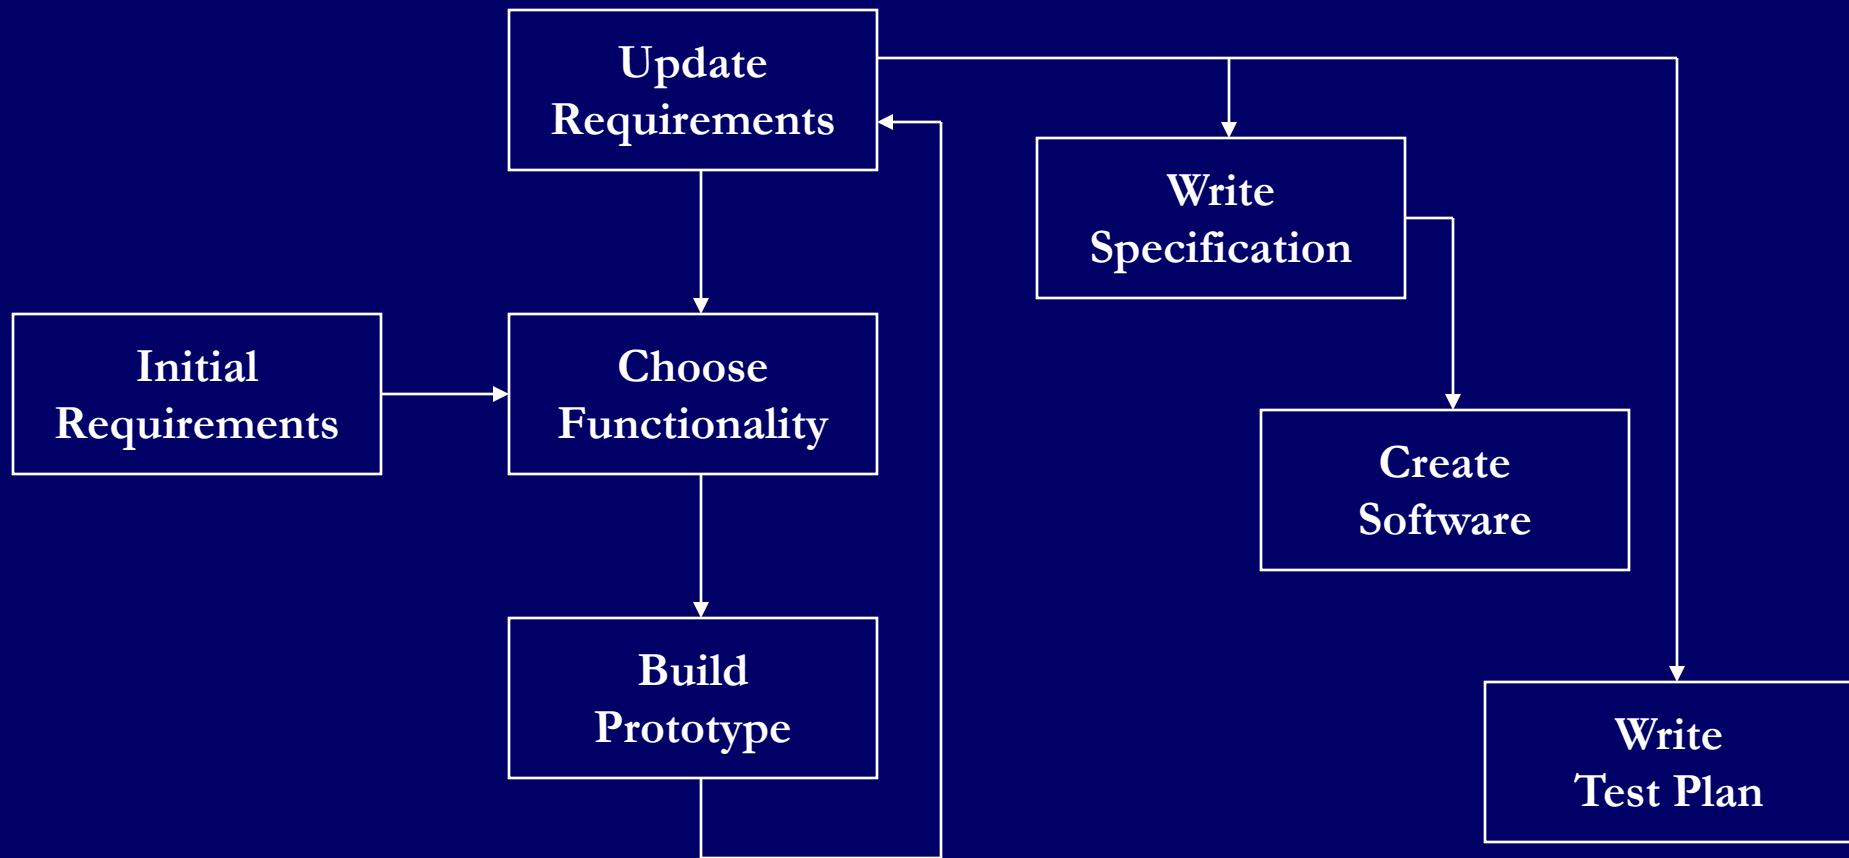 Update
Requirements
Write
Specification
Initial
Requirements
Choose
Functionality
Create
Software
Build
Prototype
Write
Test Plan